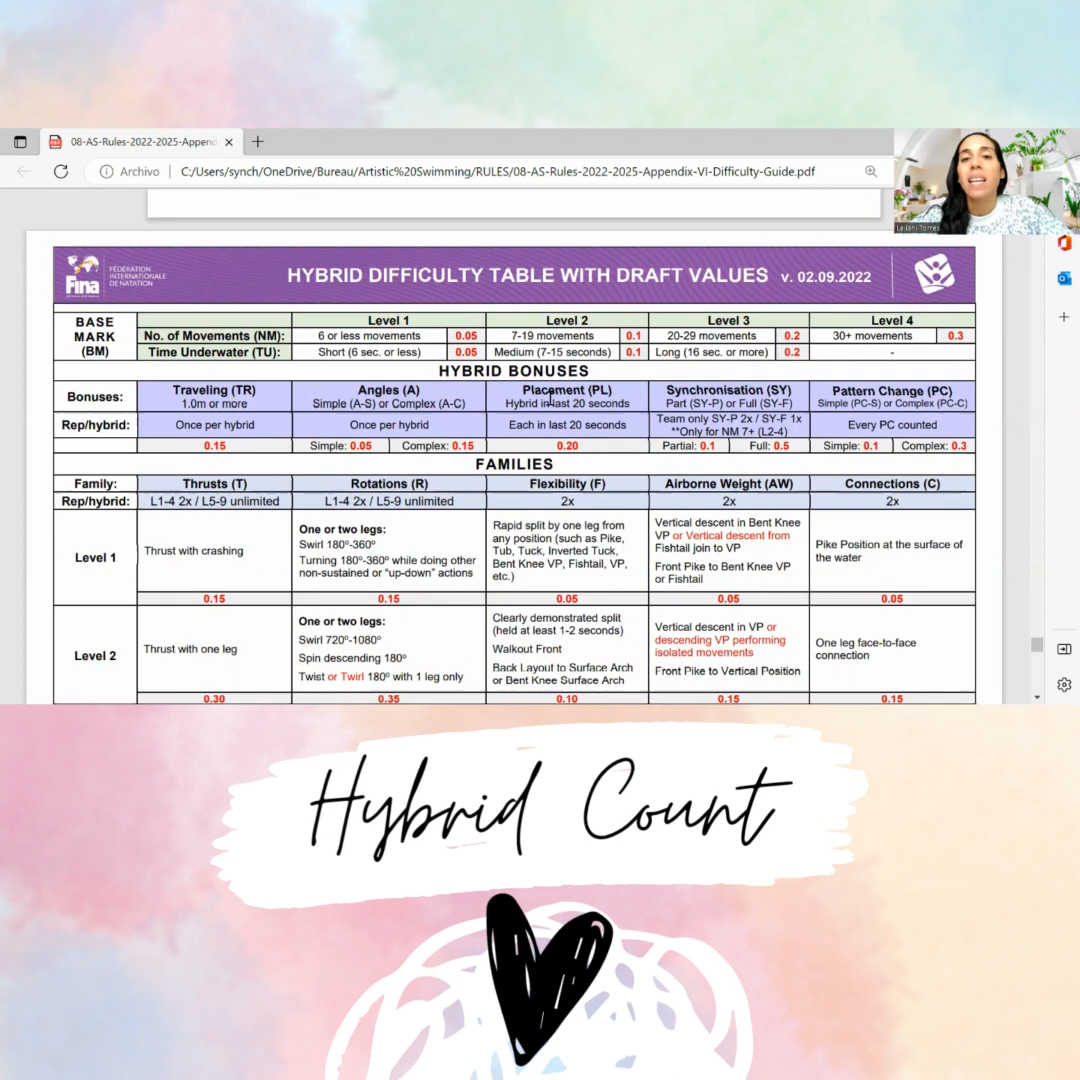 08-AS-Rules-2022-2025-Append
Archivo
C:/Users/synch/OneDrive/Bureau/Artistic%20Swimming/RULES/08-AS-Rules-2022-2025-Appendix-VI-Difficulty-Guide.pdf
Leilani Torres
fina
FÉDÉRATION
INTERNATIONALE
DE NATATION
HYBRID DIFFICULTY TABLE WITH DRAFT VALUES v. 02.09.2022
BASE
MARK
(BM)
Level 1 Level 2 Level 3 Level 4
No. of Movements (NM): 6 or less movements 0.05 7-19 movements 0.1 20-29 movements 0.2 30+ movements 0.3
Time Underwater (TU): Short (6 sec. or less) 0.05 Medium (7-15 seconds) 0.1 Long (16 sec. or more) 0.2 -
HYBRID BONUSES
Bonuses:
Traveling (TR)
1.0m or more
Angles (A)
Simple (A-S) or Complex (A-C)
Placement (PL)
Hybrid in last 20 seconds
Synchronisation (SY)
Part (SY-P) or Full (SY-F)
Pattern Change (PC)
Simple (PC-S) or Complex (PC-C)
Rep/hybrid:
Once per hybrid
Once per hybrid
Each in last 20 seconds
Team only SY-P 2x / SY-F 1x
**Only for NM 7+ (L2-4)
Every PC counted
0.15 Simple: 0.05 Complex: 0.15 0.20 Partial: 0.1 Full: 0.5 Simple: 0.1 Complex: 0.3
FAMILIES
Family: Thrusts (T) Rotations (R) Flexibility (F) Airborne Weight (AW) Connections (C)
Rep/hybrid: L1-4 2x / L5-9 unlimited L1-4 2x / L5-9 unlimited 2x 2x 2x
Level 1
Thrust with crashing
One or two legs:
Swirl 180º-360º
Turning 180º-360º while doing other
non-sustained or “up-down” actions
Rapid split by one leg from
any position (such as Pike,
Tub, Tuck, Inverted Tuck,
Bent Knee VP, Fishtail, VP,
etc.)
Vertical descent in Bent Knee
VP or Vertical descent from
Fishtail join to VP
Front Pike to Bent Knee VP
or Fishtail
Pike Position at the surface of
the water
0.15 0.15 0.05 0.05 0.05
Level 2
Thrust with one leg
One or two legs:
Swirl 720º-1080º
Spin descending 180º
Twist or Twirl 180º with 1 leg only
Clearly demonstrated split
(held at least 1-2 seconds)
Walkout Front
Back Layout to Surface Arch
or Bent Knee Surface Arch
Vertical descent in VP or
descending VP performing
isolated movements
Front Pike to Vertical Position
One leg face-to-face
connection
0.30 0.35 0.10 0.15 0.15
Hybrid Count